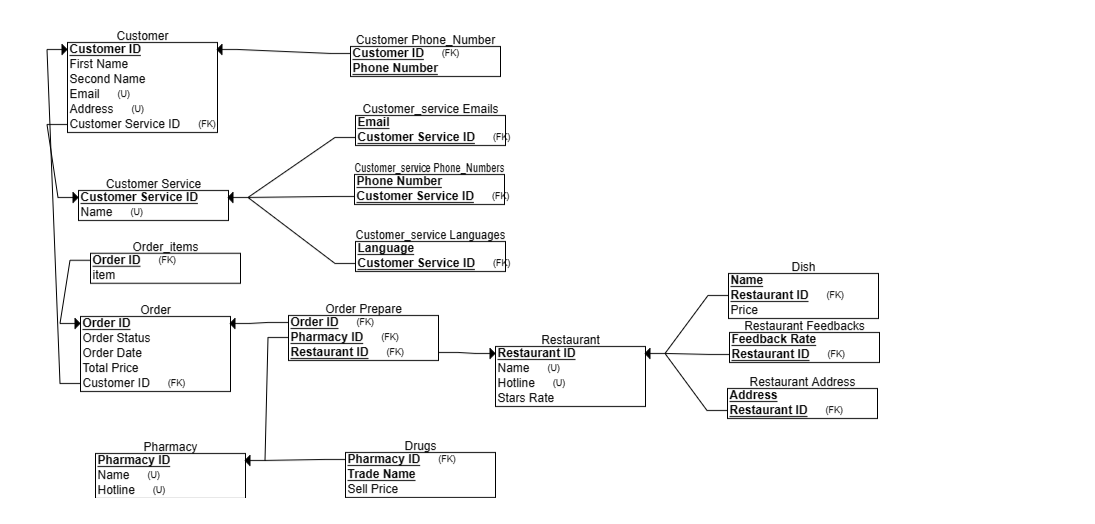 Customer
Customer ID
First Name
Second Name
Email (U)
Address (U)
Customer Service ID (FK)
Customer Phone_Number
Customer ID (FK)
Phone Number
Customer_service Emails
Email
Customer Service ID (FK)
Customer_service Phone_Numbers
Phone Number
Customer Service ID (FK)
Customer Service
Customer Service ID
Name (U)
Customer_service Languages
Language
Customer Service ID (FK)
Order_items
Order ID (FK)
item
Order
Order ID
Order Status
Order Date
Total Price
Customer ID (FK)
Order Prepare
Order ID (FK)
Pharmacy ID (FK)
Restaurant ID (FK)
Restaurant
Restaurant ID
Name (U)
Hotline (U)
Stars Rate
Dish
Name
Restaurant ID (FK)
Price
Restaurant Feedbacks
Feedback Rate
Restaurant ID (FK)
Restaurant Address
Address
Restaurant ID (FK)
Pharmacy
Pharmacy ID
Name (U)
Hotline (U)
Drugs
Pharmacy ID (FK)
Trade Name
Sell Price